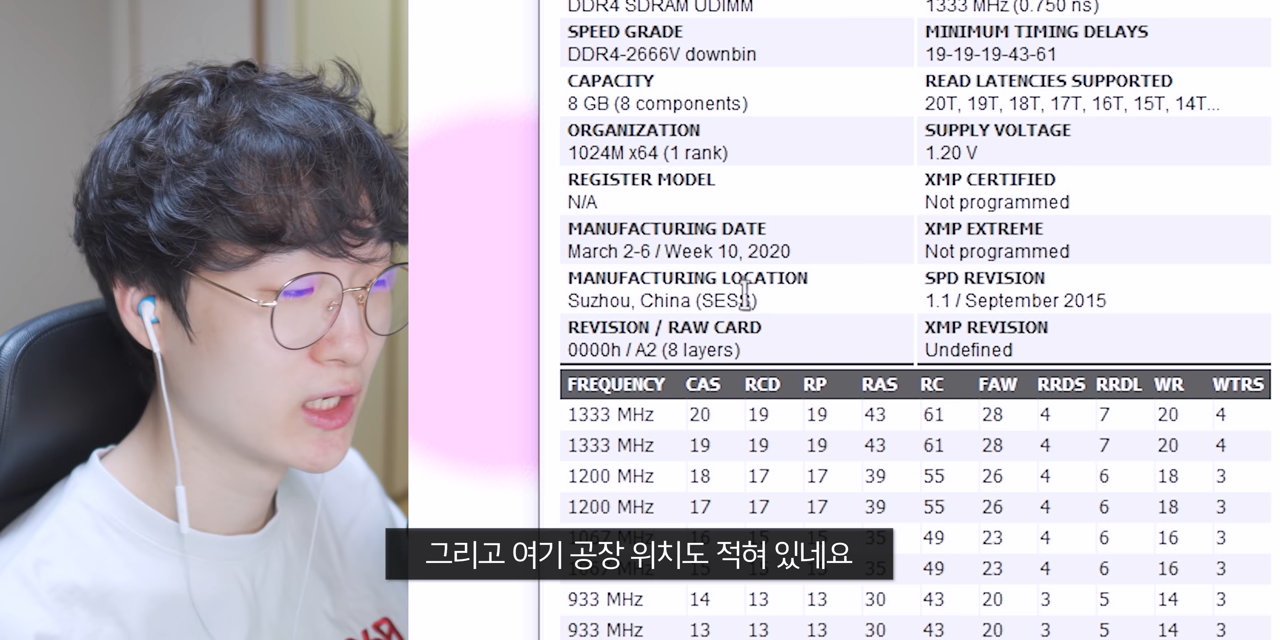 DDR4 SDRAM UDIMM 1333 MHz (0.750 ns)
SPEED GRADE MINIMUM TIMING DELAYS
DDR4-2666V downbin 19-19-19-43-61
CAPACITY READ LATENCIES SUPPORTED
8 GB (8 components) 20T, 19T, 18T, 17T, 16T, 15T, 14T...
ORGANIZATION SUPPLY VOLTAGE
1024M x64 (1 rank) 1.20 V
REGISTER MODEL XMP CERTIFIED
N/A Not programmed
MANUFACTURING DATE XMP EXTREME
March 2-6 / Week 10, 2020 Not programmed
MANUFACTURING LOCATION SPD REVISION
Suzhou, China (SESS) 1.1 / September 2015
REVISION / RAW CARD XMP REVISION
0000h / A2 (8 layers) Undefined
FREQUENCY CAS RCD RP RAS RC FAW RRDS RRDL WR WTRS
1333 MHz 20 19 19 43 61 28 4 7 20 4
1333 MHz 19 19 19 43 61 28 4 7 20 4
1200 MHz 18 17 17 39 55 26 4 6 18 3
1200 MHz 17 17 17 39 55 26 4 6 18 3
1067 MHz 16 15 15 49 23 4 6 16 3
49 23 4 6 16 3
933 MHz 14 13 13 30 43 20 3 5 14 3
933 MHz 13 13 13 30 43 20 3 5 14 3
그리고 여기 공장 위치도 적혀 있네요